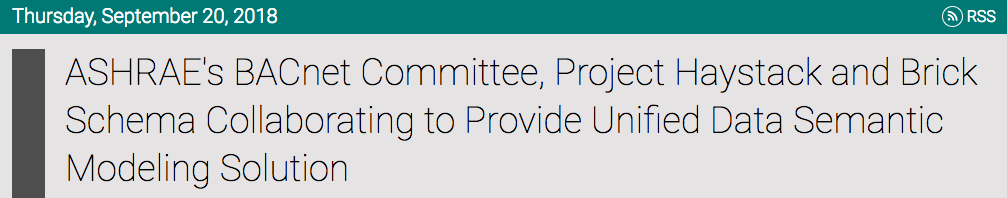 Thursday, September 20, 2018
RSS
ASHRAE's BACnet Committee, Project Haystack and Brick
Schema Collaborating to Provide Unified Data Semantic
Modeling Solution